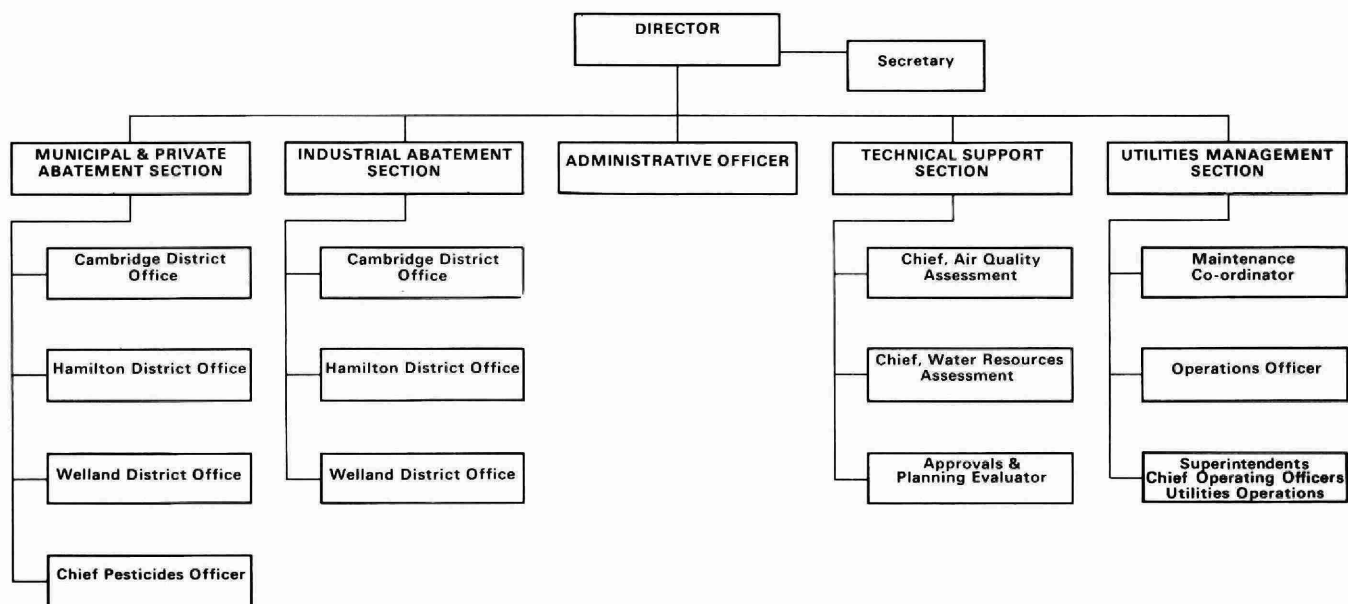 DIRECTOR
Secretary
MUNICIPAL & PRIVATE
ABATEMENT SECTION
INDUSTRIAL ABATEMENT
SECTION
ADMINISTRATIVE OFFICER
TECHNICAL SUPPORT
SECTION
UTILITIES MANAGEMENT
SECTION
Cambridge District
Office
Hamilton District Office
Welland District Office
Chief Pesticides Officer
Cambridge District
Office
Hamilton District Office
Welland District Office
Chief, Air Quality
Assessment
Chief, Water Resources
Assessment
Approvals &
Planning Evaluator
Maintenance
Co-ordinator
Operations Officer
Superintendents
Chief Operating Officers
Utilities Operations